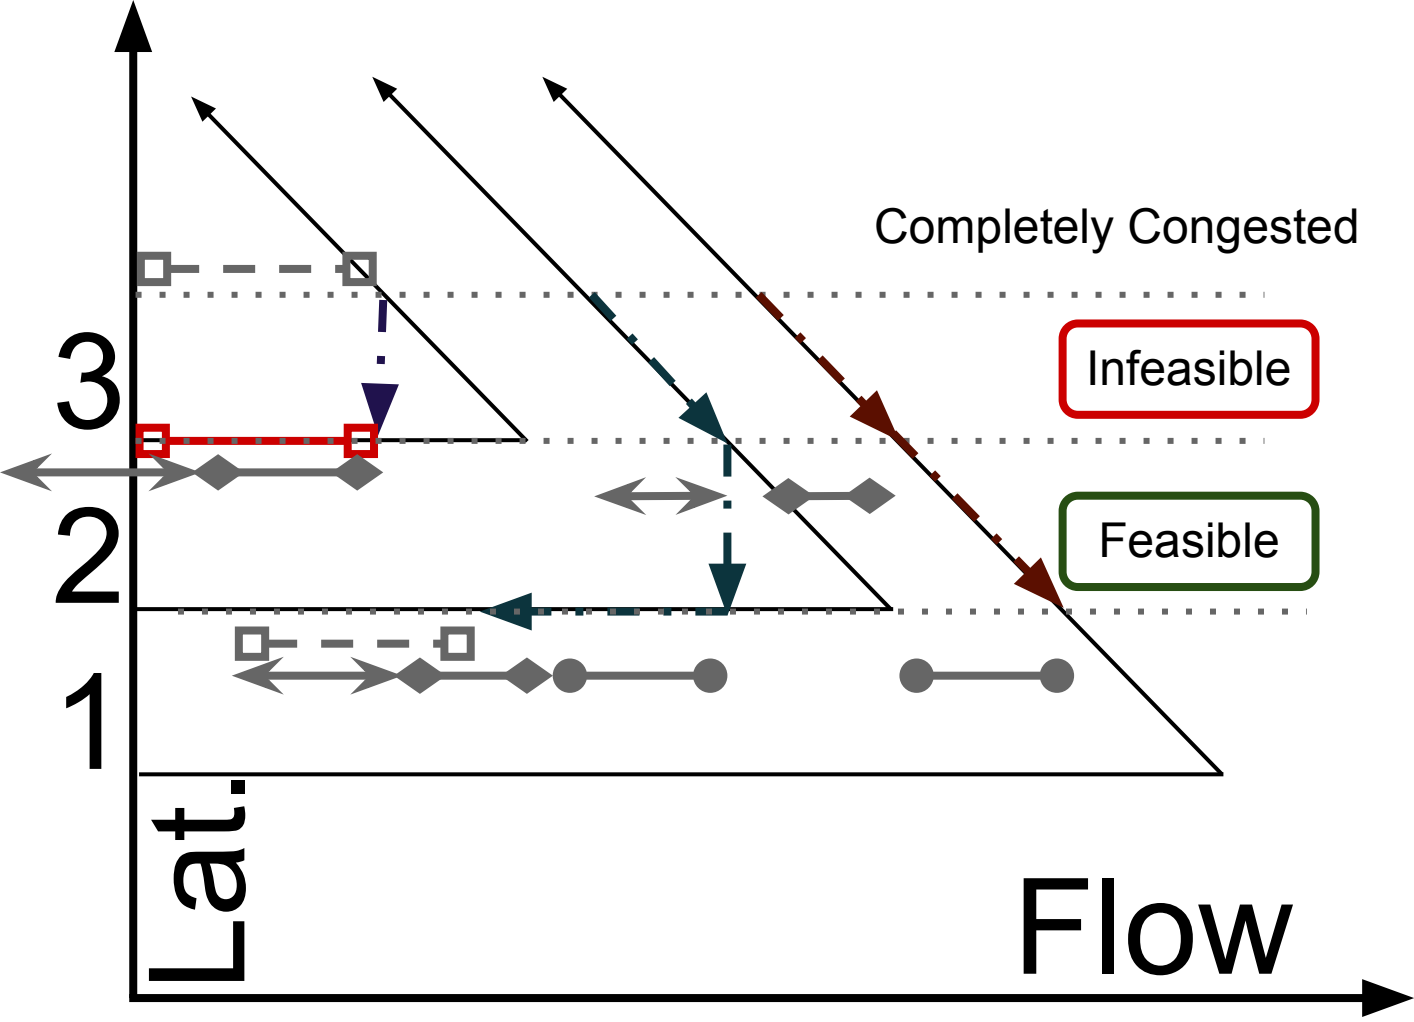 Completely Congested
3
Infeasible
2
Feasible
1
Lat.
Flow